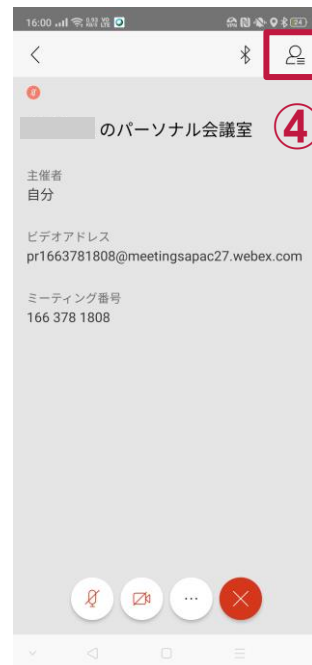 16:00
のパーソナル会議室
④
主催者
自分
ビデオアドレス
pr1663781808@meetingsapac27.webex.com
ミーティング番号
166 378 1808